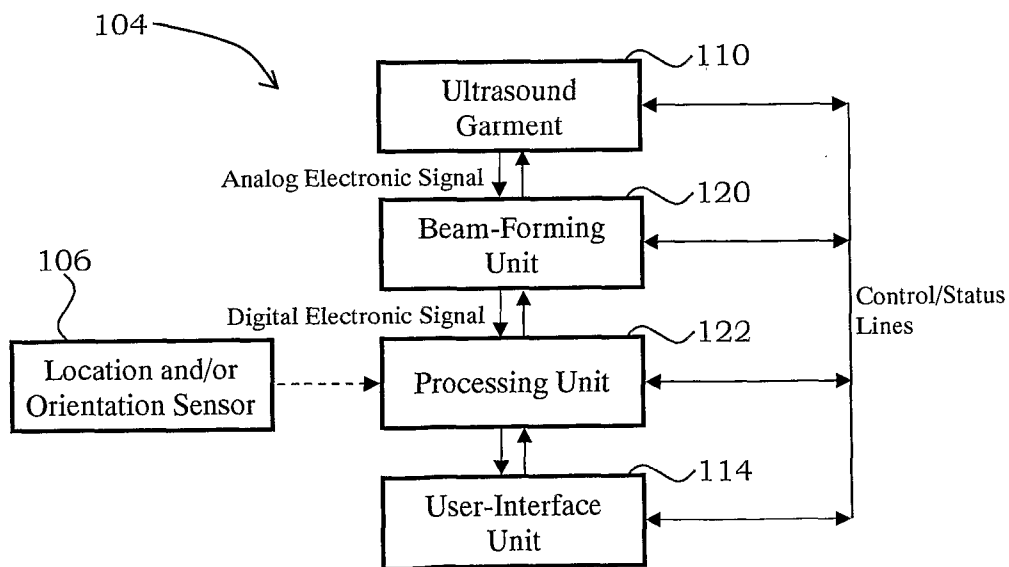 104
110
Ultrasound
Garment
Analog Electronic Signal
120
Beam-Forming
Unit
106
Digital Electronic Signal
Control/Status
Lines
122
Location and/or
Orientation Sensor
Processing Unit
114
User-Interface
Unit